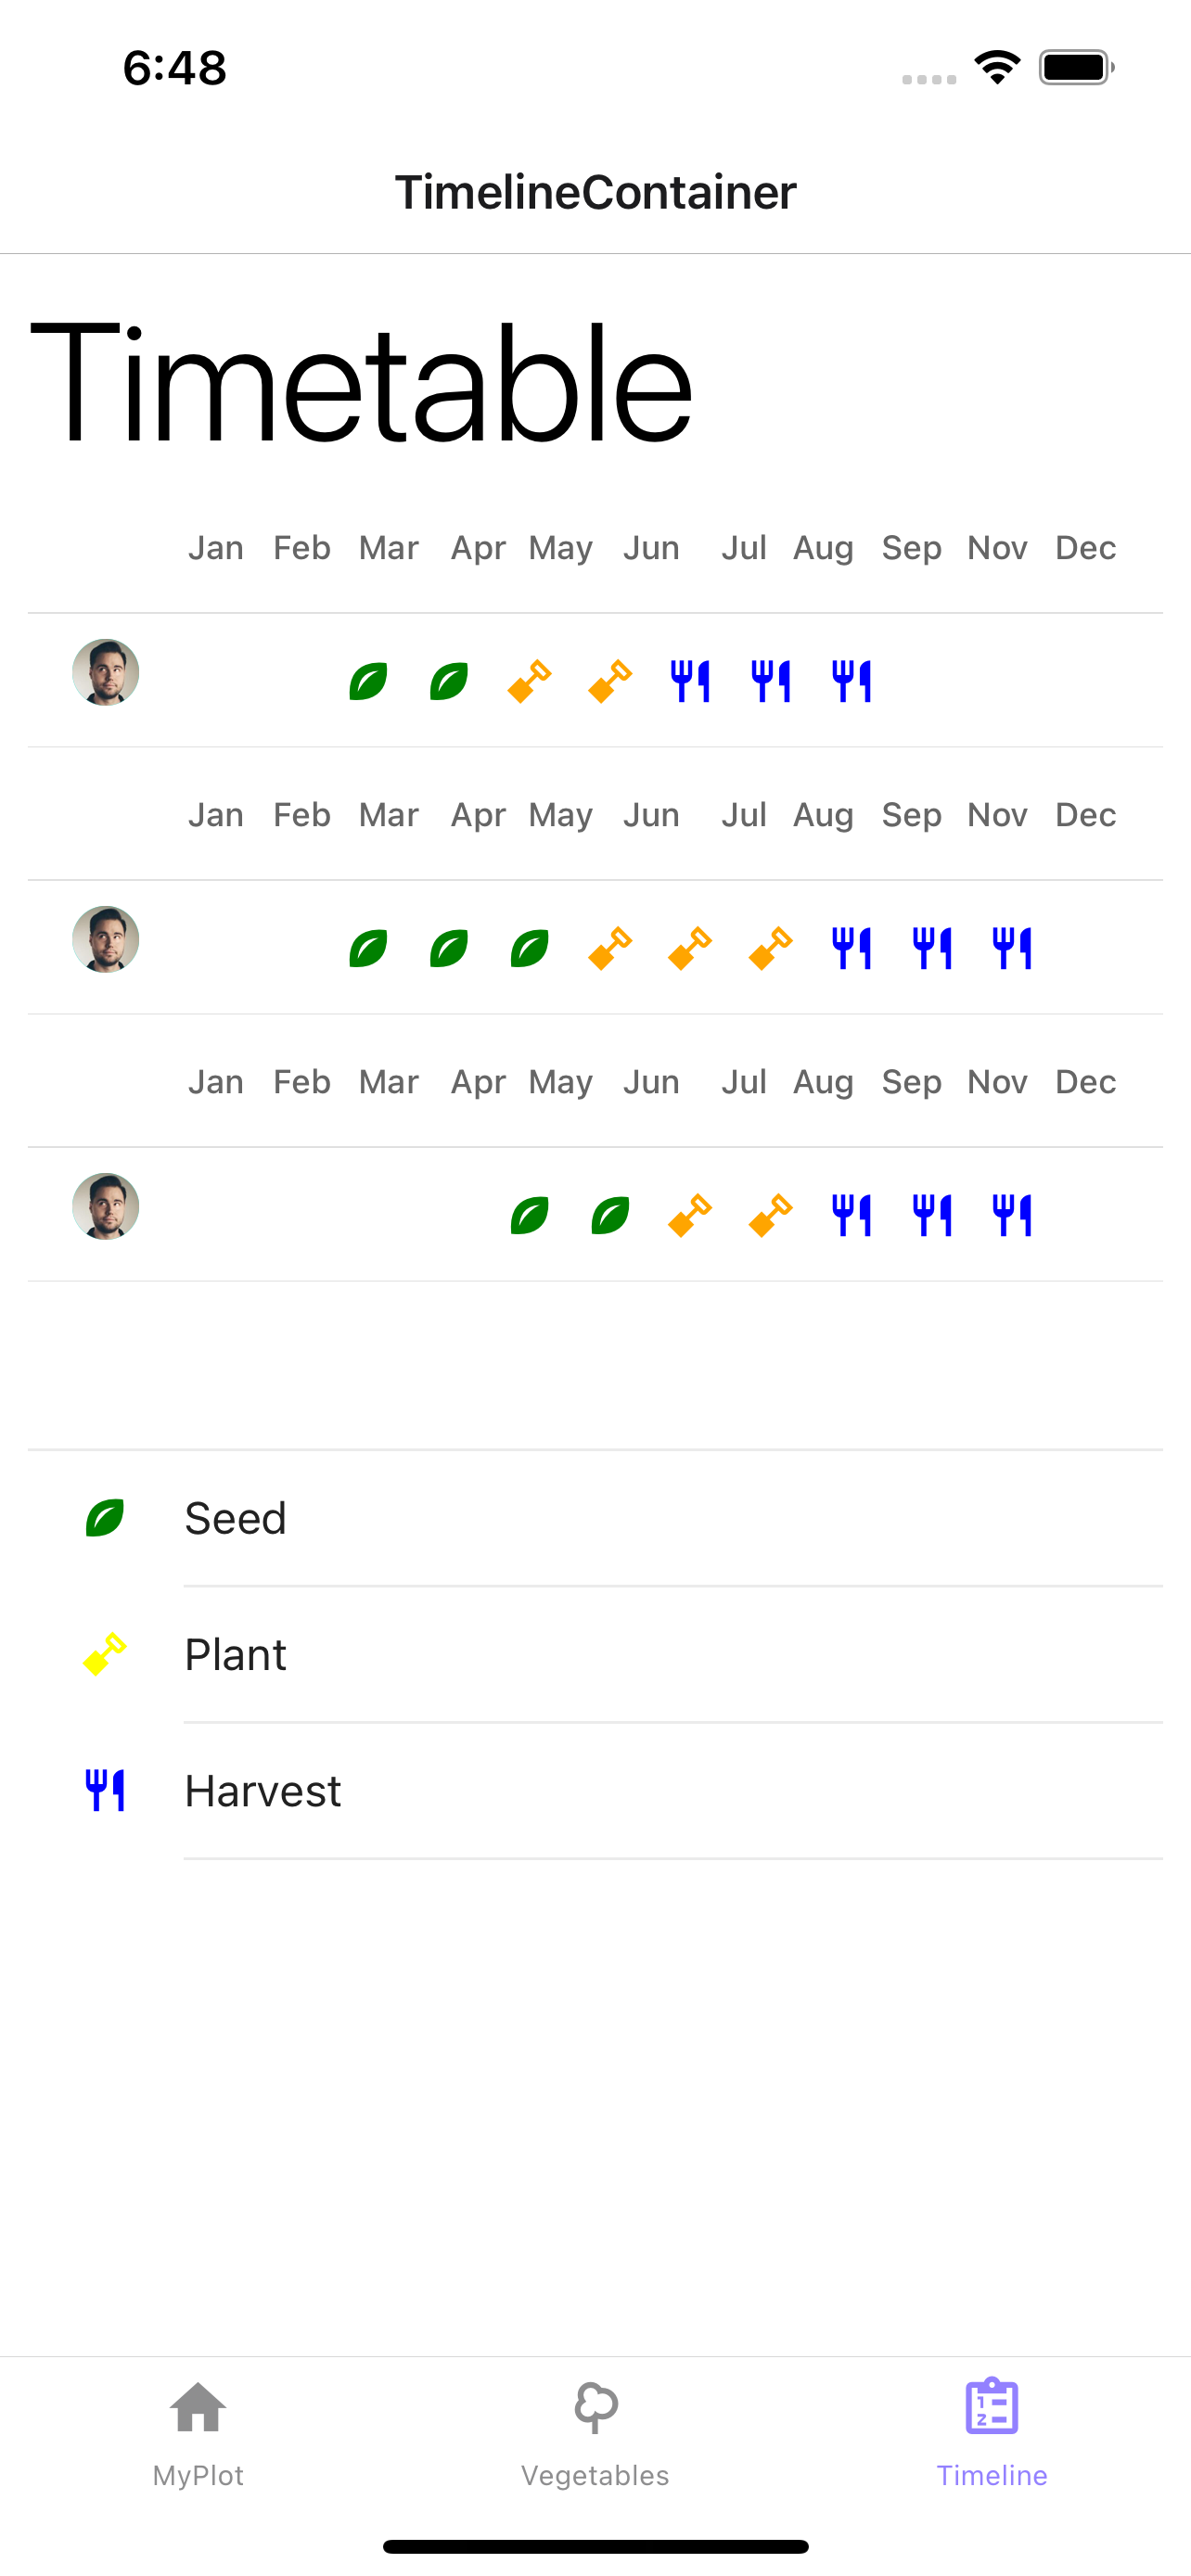 6:48
TimelineContainer
Timetable
Jan Feb Mar Apr May Jun Jul Aug Sep Nov Dec
Jan Feb Mar Apr May Jun Jul Aug Sep Nov Dec
Jan Feb Mar Apr May Jun Jul Aug Sep Nov Dec
Seed
Plant
Harvest
MyPlot Vegetables Timeline